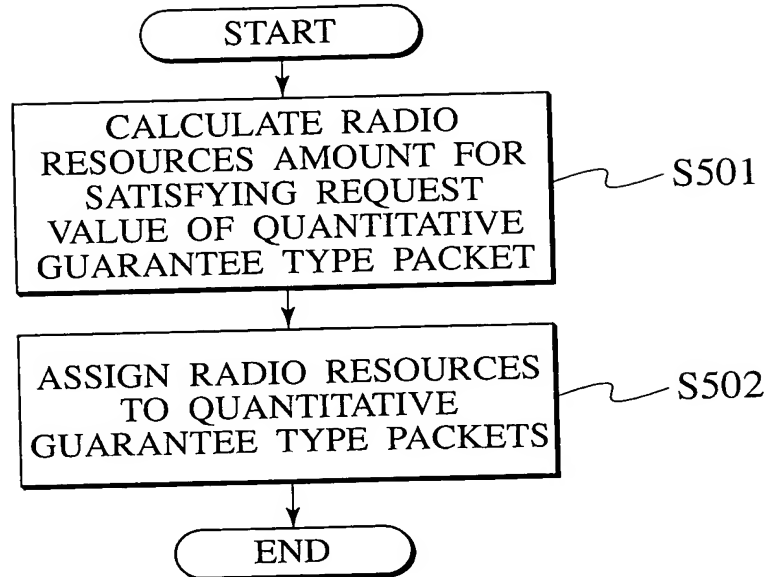 START
CALCULATE RADIO
RESOURCES AMOUNT FOR
SATISFYING REQUEST
VALUE OF QUANTITATIVE
GUARANTEE TYPE PACKET
S501
ASSIGN RADIO RESOURCES
TO QUANTITATIVE
GUARANTEE TYPE PACKETS
S502
END